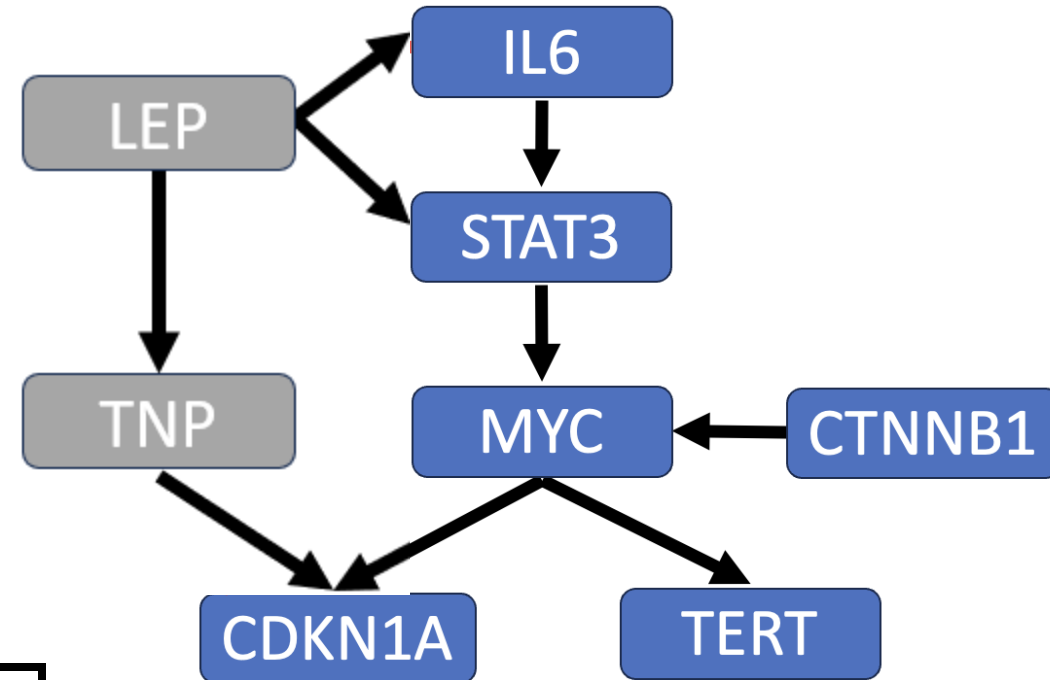 IL6
LEP
STAT3
TNP
MYC
CTNNB1
CDKN1A
TERT